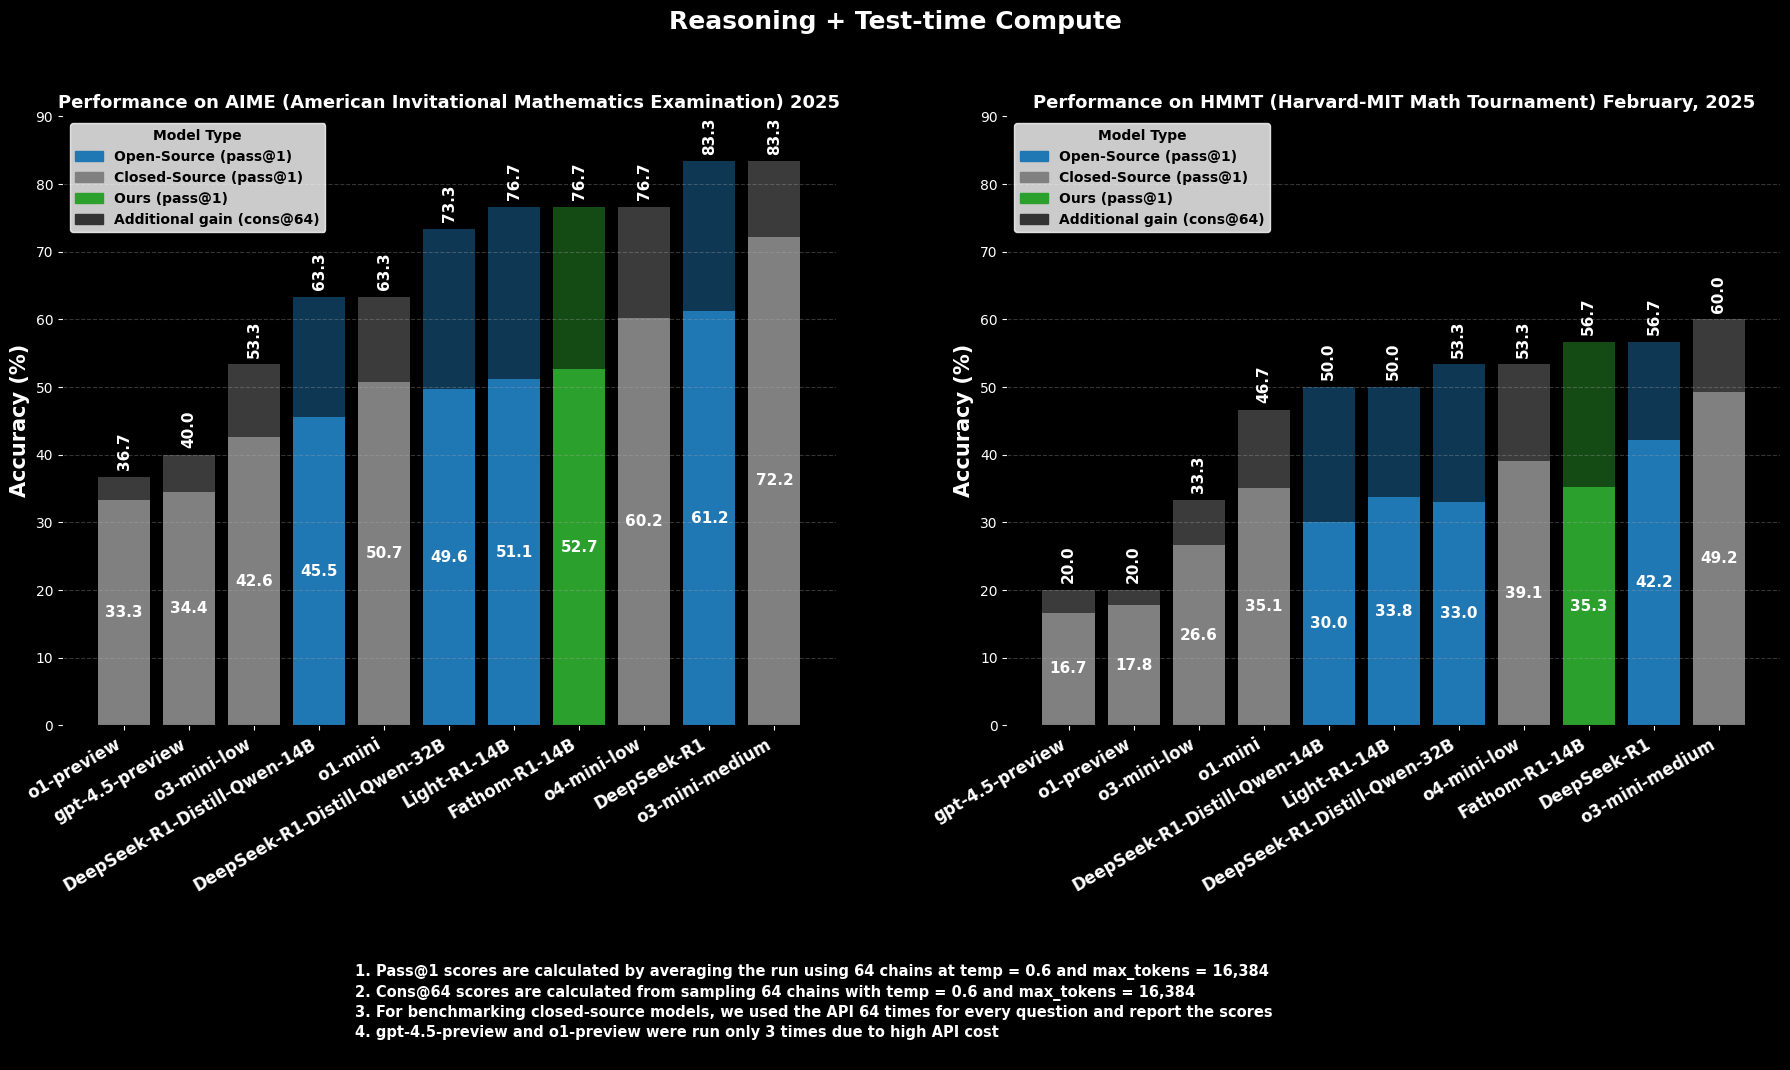 Reasoning + Test-time Compute
Performance on AIME (American Invitational Mathematics Examination) 2025
Accuracy (%)
90
80
70
60
50
40
30
20
10
0
Model Type
Open-Source (pass@1)
Closed-Source (pass@1)
Ours (pass@1)
Additional gain (cons@64)
36.7
40.0
53.3
63.3
63.3
73.3
76.7
76.7
76.7
83.3
83.3
33.3
34.4
42.6
45.5
50.7
49.6
51.1
52.7
60.2
61.2
72.2
o1-preview
gpt-4.5-preview
o3-mini-low
DeepSeek-R1-Distill-Qwen-14B
o1-mini
DeepSeek-R1-Distill-Qwen-32B
Light-R1-14B
Fathom-R1-14B
o4-mini-low
DeepSeek-R1
o3-mini-medium
Performance on HMMT (Harvard-MIT Math Tournament) February, 2025
Accuracy (%)
90
80
70
60
50
40
30
20
10
0
Model Type
Open-Source (pass@1)
Closed-Source (pass@1)
Ours (pass@1)
Additional gain (cons@64)
20.0
20.0
33.3
46.7
50.0
50.0
53.3
53.3
56.7
56.7
60.0
16.7
17.8
26.6
35.1
30.0
33.8
33.0
39.1
35.3
42.2
49.2
gpt-4.5-preview
o1-preview
o3-mini-low
o1-mini
DeepSeek-R1-Distill-Qwen-14B
Light-R1-14B
DeepSeek-R1-Distill-Qwen-32B
o4-mini-low
Fathom-R1-14B
DeepSeek-R1
o3-mini-medium
1. Pass@1 scores are calculated by averaging the run using 64 chains at temp = 0.6 and max_tokens = 16,384
2. Cons@64 scores are calculated from sampling 64 chains with temp = 0.6 and max_tokens = 16,384
3. For benchmarking closed-source models, we used the API 64 times for every question and report the scores
4. gpt-4.5-preview and o1-preview were run only 3 times due to high API cost